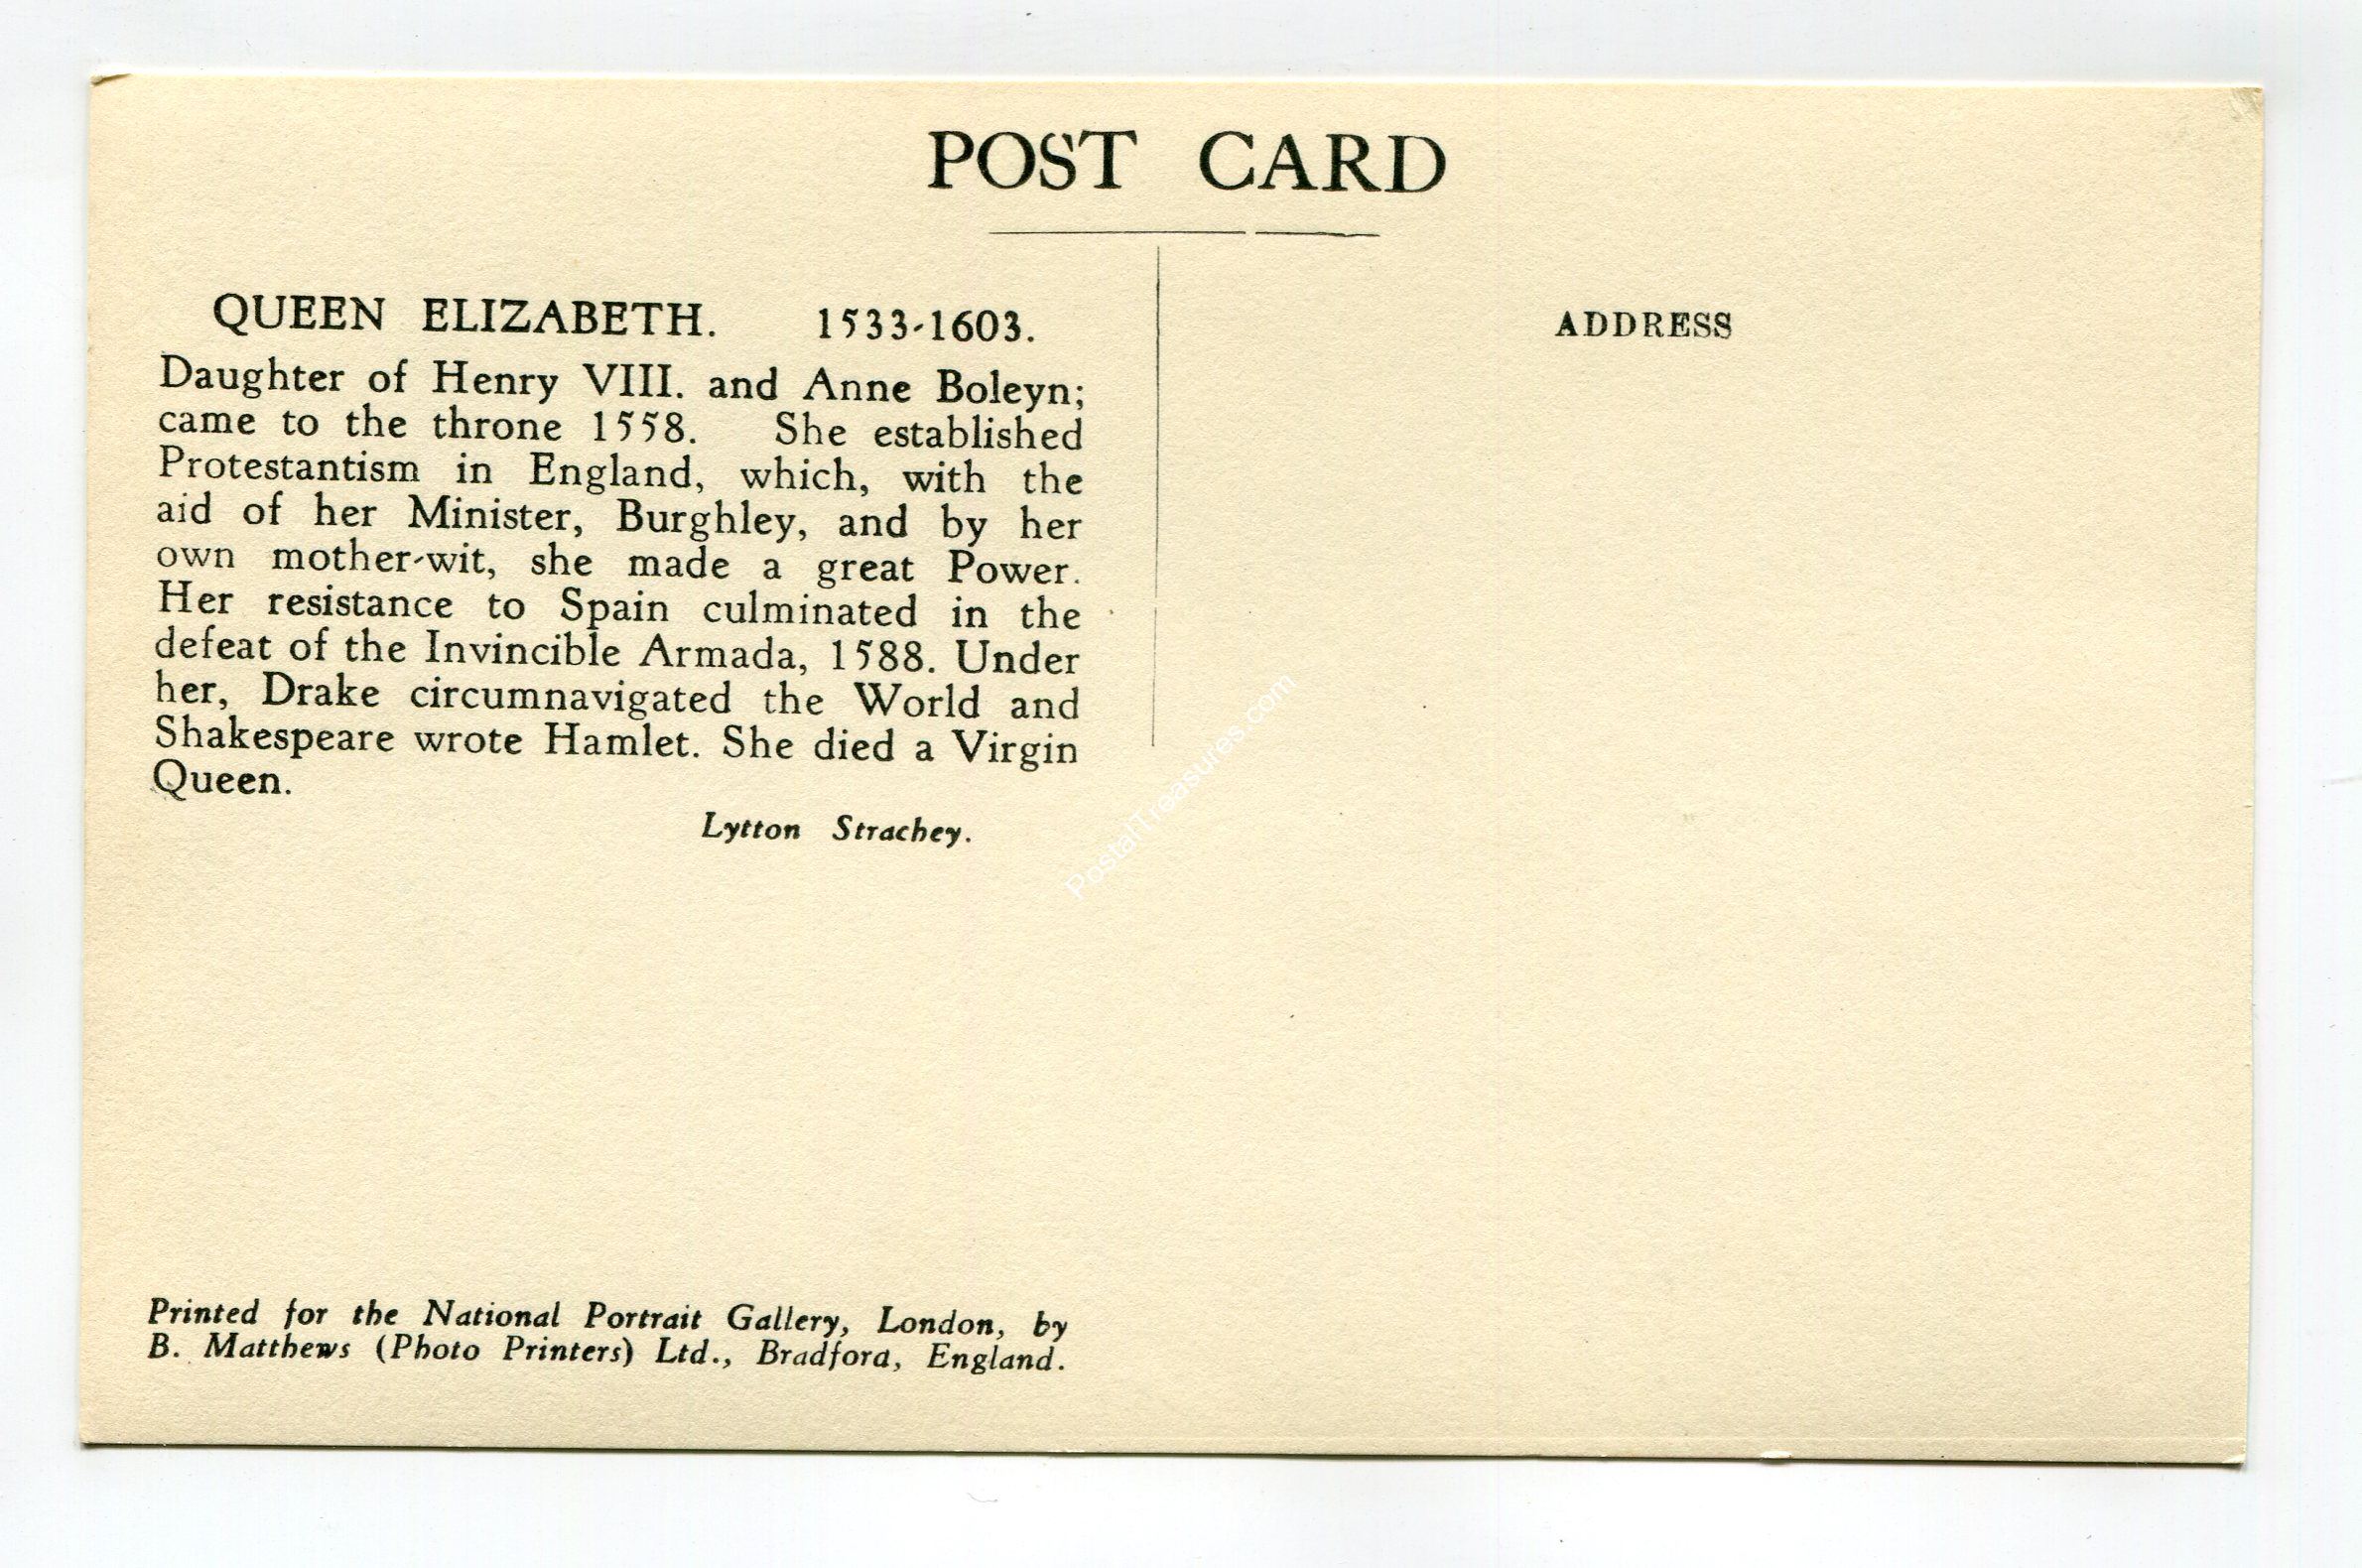 POST CARD
QUEEN ELIZABETH. 1533-1603.
Daughter of Henry VIII. and Anne Boleyn;
came to the throne 1558. She established
Protestantism in England, which, with the
aid of her Minister, Burghley, and by her
own mother-wit, she made a great Power.
Her resistance to Spain culminated in the
defeat of the Invincible Armada, 1588. Under
her, Drake circumnavigated the World and
Shakespeare wrote Hamlet. She died a Virgin
Queen.
Lytton Strachey.
Printed for the National Portrait Gallery, London, by
B. Matthews (Photo Printers) Ltd., Bradford, England.
ADDRESS
PostalTreasures.com